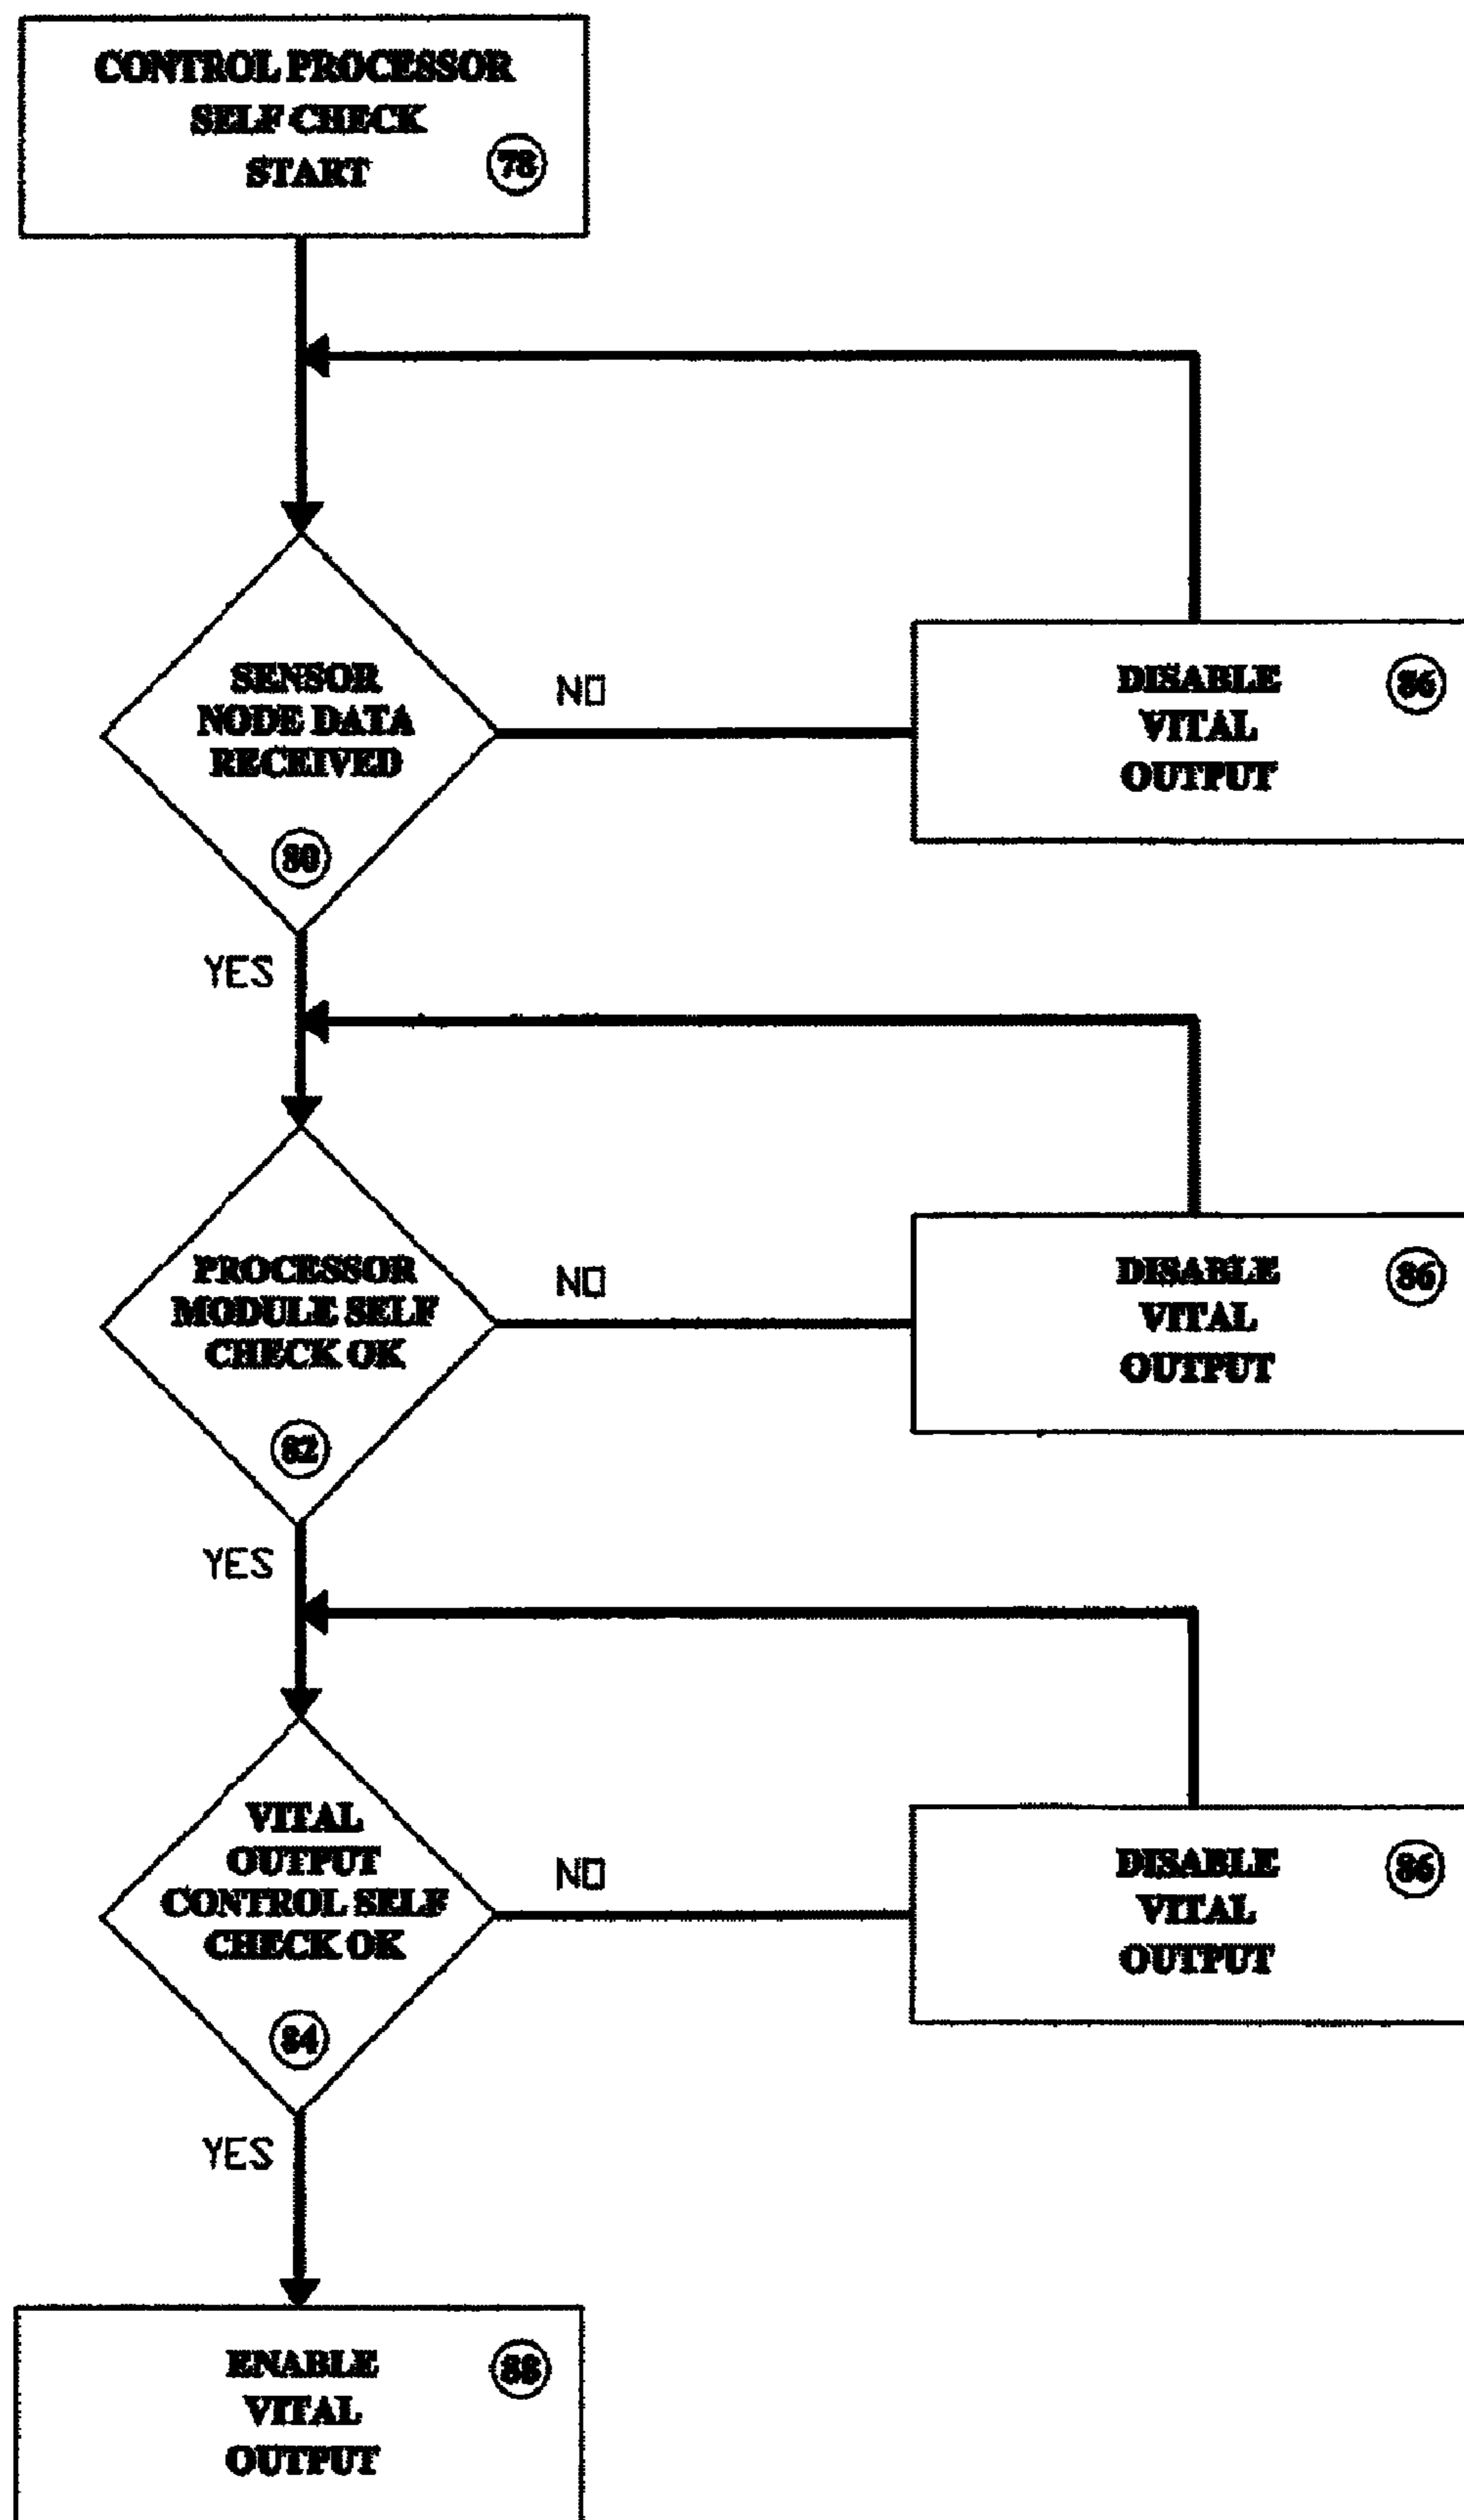 CONTROL PROCESSOR
SELF CHECK
START
78
SENSOR
NODE DATA
RECEIVED
80
NO
DISABLE
VITAL
OUTPUT
86
YES
PROCESSOR
MODULE SELF
CHECK OK
82
NO
DISABLE
VITAL
OUTPUT
86
YES
VITAL
OUTPUT
CONTROL SELF
CHECK OK
84
NO
DISABLE
VITAL
OUTPUT
86
YES
ENABLE
VITAL
OUTPUT
88